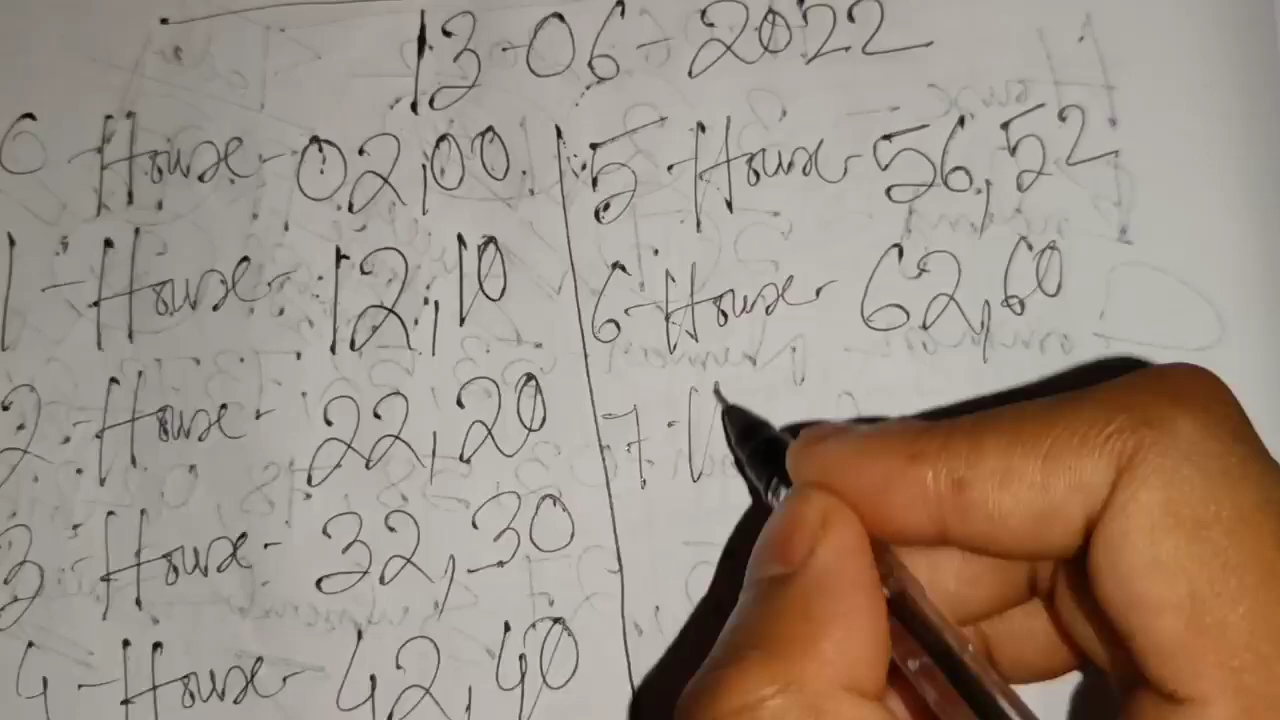 13-06-2022
0-House-02,00
1-House-12,10
2-House-22,20
3-House-32,30
4-House-42,40
5-House-56,52
6-House-62,60
7-